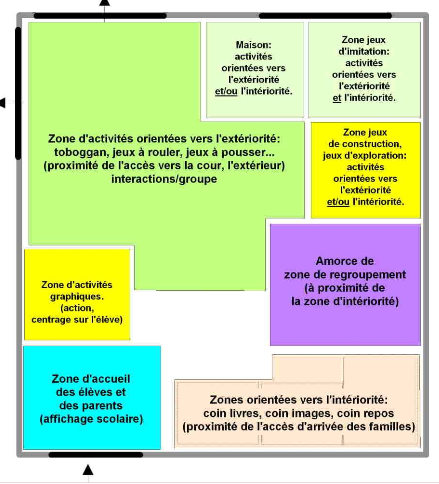 Maison:
activités
orientées vers
l'extériorité
et/ou l'intériorité.
Zone jeux
d'imitation:
activités
orientées vers
l'extériorité
et l'intériorité.
Zone d'activités orientées vers l'extériorité:
toboggan, jeux à rouler, jeux à pousser...
(proximité de l'accès vers la cour, l'extérieur)
interactions/groupe
Zone jeux
de construction,
jeux d'exploration:
activités
orientées vers
l'extériorité
et/ou l'intériorité.
Amorce de
zone de regroupement
(à proximité de
la zone d'intériorité)
Zone d'activités
graphiques.
(action,
centrage sur l'élève)
Zone d'accueil
des élèves et
des parents
(affichage scolaire)
Zones orientées vers l'intériorité:
coin livres, coin images, coin repos
(proximité de l'accès d'arrivée des familles)